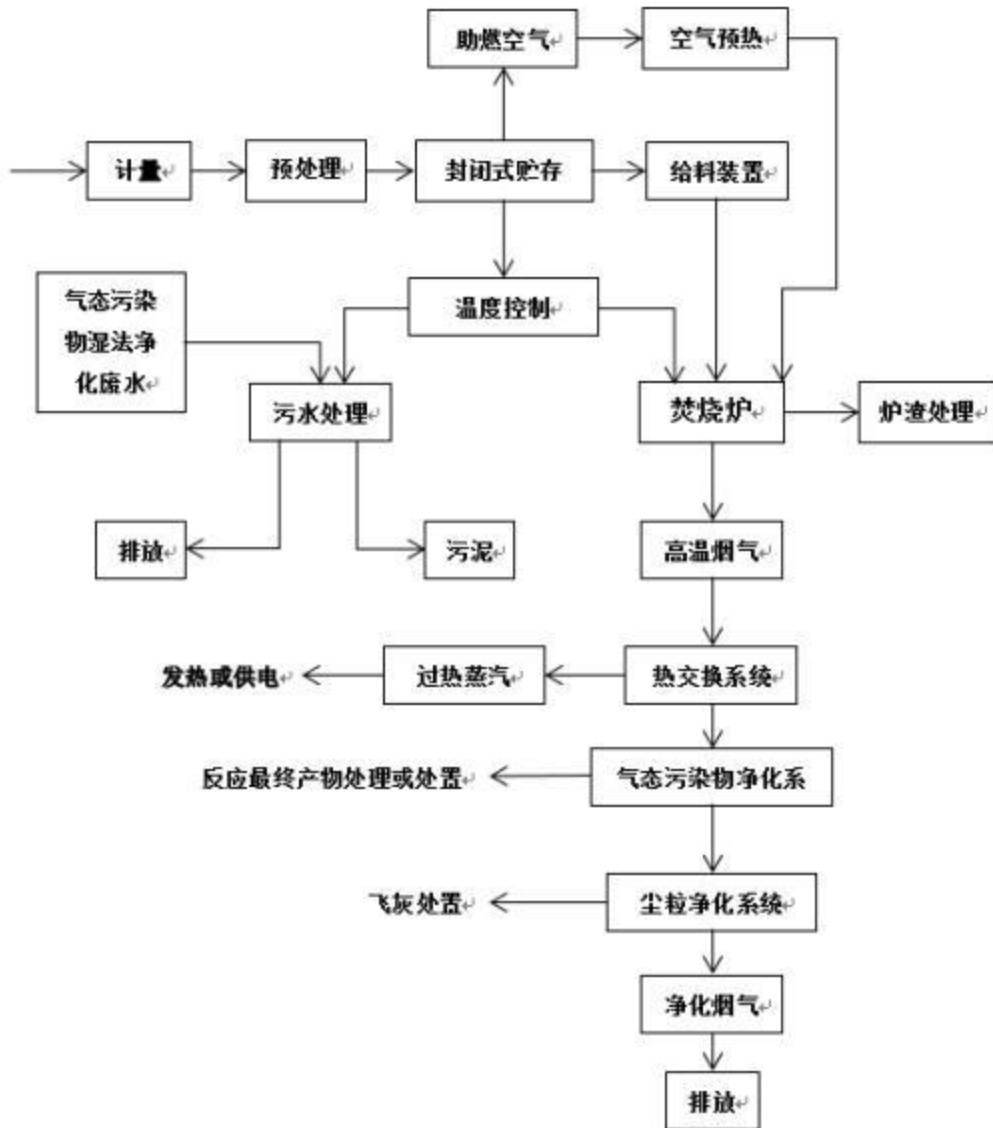 助燃空气
空气预热
计量
预处理
封闭式贮存
给料装置
气态污染
物湿法净
化废水
温度控制
污水处理
焚烧炉
炉渣处理
排放
污泥
高温烟气
发热或供电
过热蒸汽
热交换系统
反应最终产物处理或处置
气态污染物净化系
飞灰处置
尘粒净化系统
净化烟气
排放